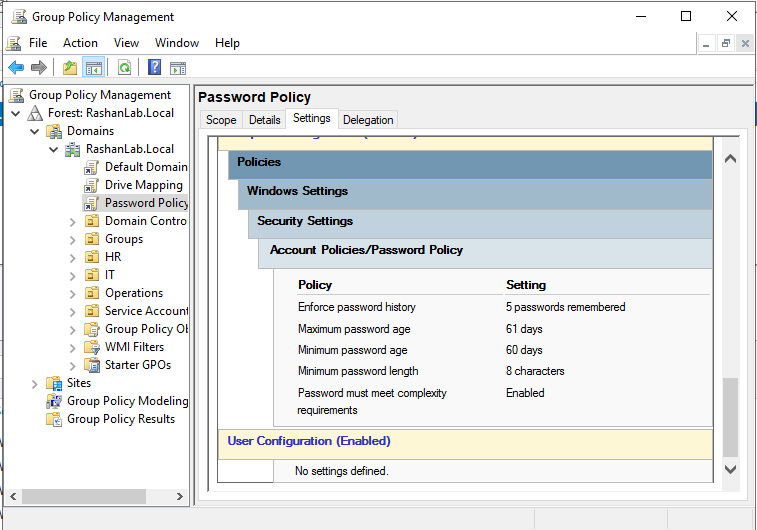 Group Policy Management
File Action View Window Help
Group Policy Management
Forest: RashanLab.Local
Domains
RashanLab.Local
Default Domain
Drive Mapping
Password Policy
Domain Contro
Groups
HR
IT
Operations
Service Account
Group Policy Ob
WMI Filters
Starter GPOs
Sites
Group Policy Modeling
Group Policy Results
Password Policy
Scope Details Settings Delegation
Policies
Windows Settings
Security Settings
Account Policies/Password Policy
Policy Setting
Enforce password history 5 passwords remembered
Maximum password age 61 days
Minimum password age 60 days
Minimum password length 8 characters
Password must meet complexity Enabled
requirements
User Configuration (Enabled)
No settings defined.